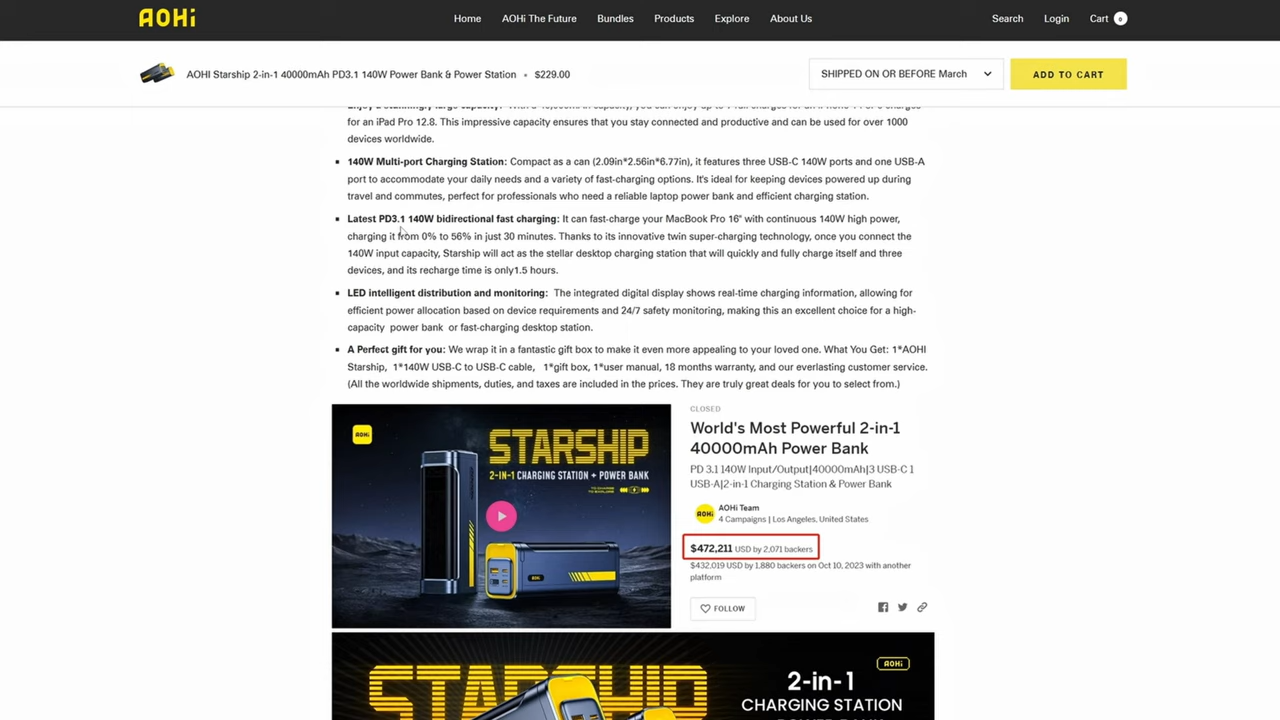 AOHi
Home AOHi The Future Bundles Products Explore About Us
Search Login Cart 0
AOHI Starship 2-in-1 40000mAh PD3.1 140W Power Bank & Power Station • $229.00
SHIPPED ON OR BEFORE March
ADD TO CART
for an iPad Pro 12.8. This impressive capacity ensures that you stay connected and productive and can be used for over 1000
devices worldwide.
140W Multi-port Charging Station: Compact as a can (2.09in*2.56in*6.77in), it features three USB-C 140W ports and one USB-A
port to accommodate your daily needs and a variety of fast-charging options. It's ideal for keeping devices powered up during
travel and commutes, perfect for professionals who need a reliable laptop power bank and efficient charging station.
Latest PD3.1 140W bidirectional fast charging: It can fast-charge your MacBook Pro 16" with continuous 140W high power,
charging it from 0% to 56% in just 30 minutes. Thanks to its innovative twin super-charging technology, once you connect the
140W input capacity, Starship will act as the stellar desktop charging station that will quickly and fully charge itself and three
devices, and its recharge time is only1.5 hours.
LED intelligent distribution and monitoring: The integrated digital display shows real-time charging information, allowing for
efficient power allocation based on device requirements and 24/7 safety monitoring, making this an excellent choice for a high-
capacity power bank or fast-charging desktop station.
A Perfect gift for you: We wrap it in a fantastic gift box to make it even more appealing to your loved one. What You Get: 1*AOHI
Starship, 1*140W USB-C to USB-C cable, 1*gift box, 1*user manual, 18 months warranty, and our everlasting customer service.
(All the worldwide shipments, duties, and taxes are included in the prices. They are truly great deals for you to select from.)
AOHi
STARSHIP
2-IN-1 CHARGING STATION + POWER BANK
AOHi
CLOSED
World's Most Powerful 2-in-1
40000mAh Power Bank
PD 3.1 140W Input/Output|40000mAh|3 USB-C 1
USB-A|2-in-1 Charging Station & Power Bank
AOHi
AOHi Team
4 Campaigns | Los Angeles, United States
$472,211 USD by 2,071 backers
$432,019 USD by 1,880 backers on Oct 10, 2023 with another
platform
FOLLOW
STARSHIP
AOHi
2-in-1
CHARGING STATION